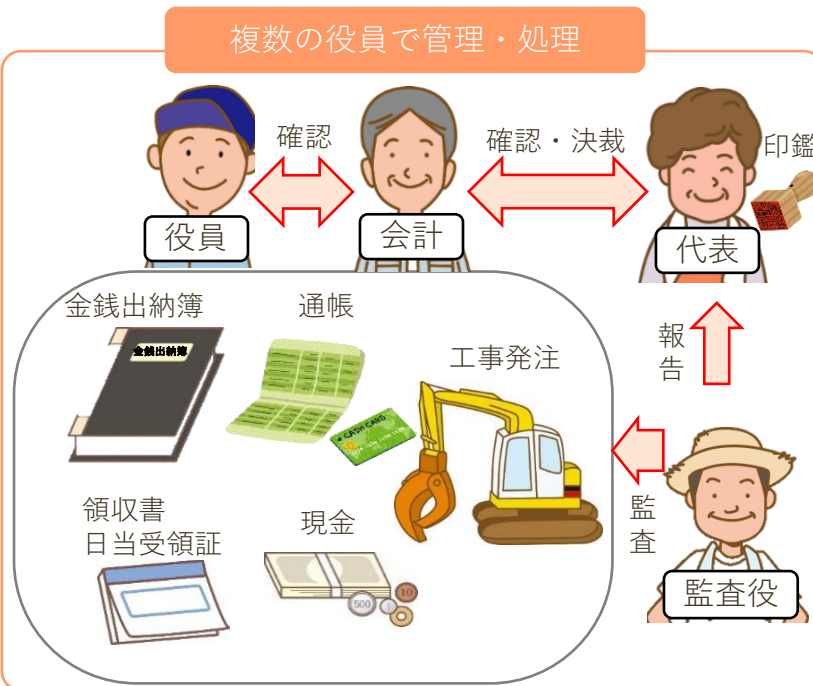 複数の役員で管理・処理
確認
確認・決裁
印鑑
役員
会計
代表
金銭出納簿
通帳
工事発注
報告
金銭出納簿
CASH CARD
監査
領収書
日当受領証
現金
500
1
10
監査役